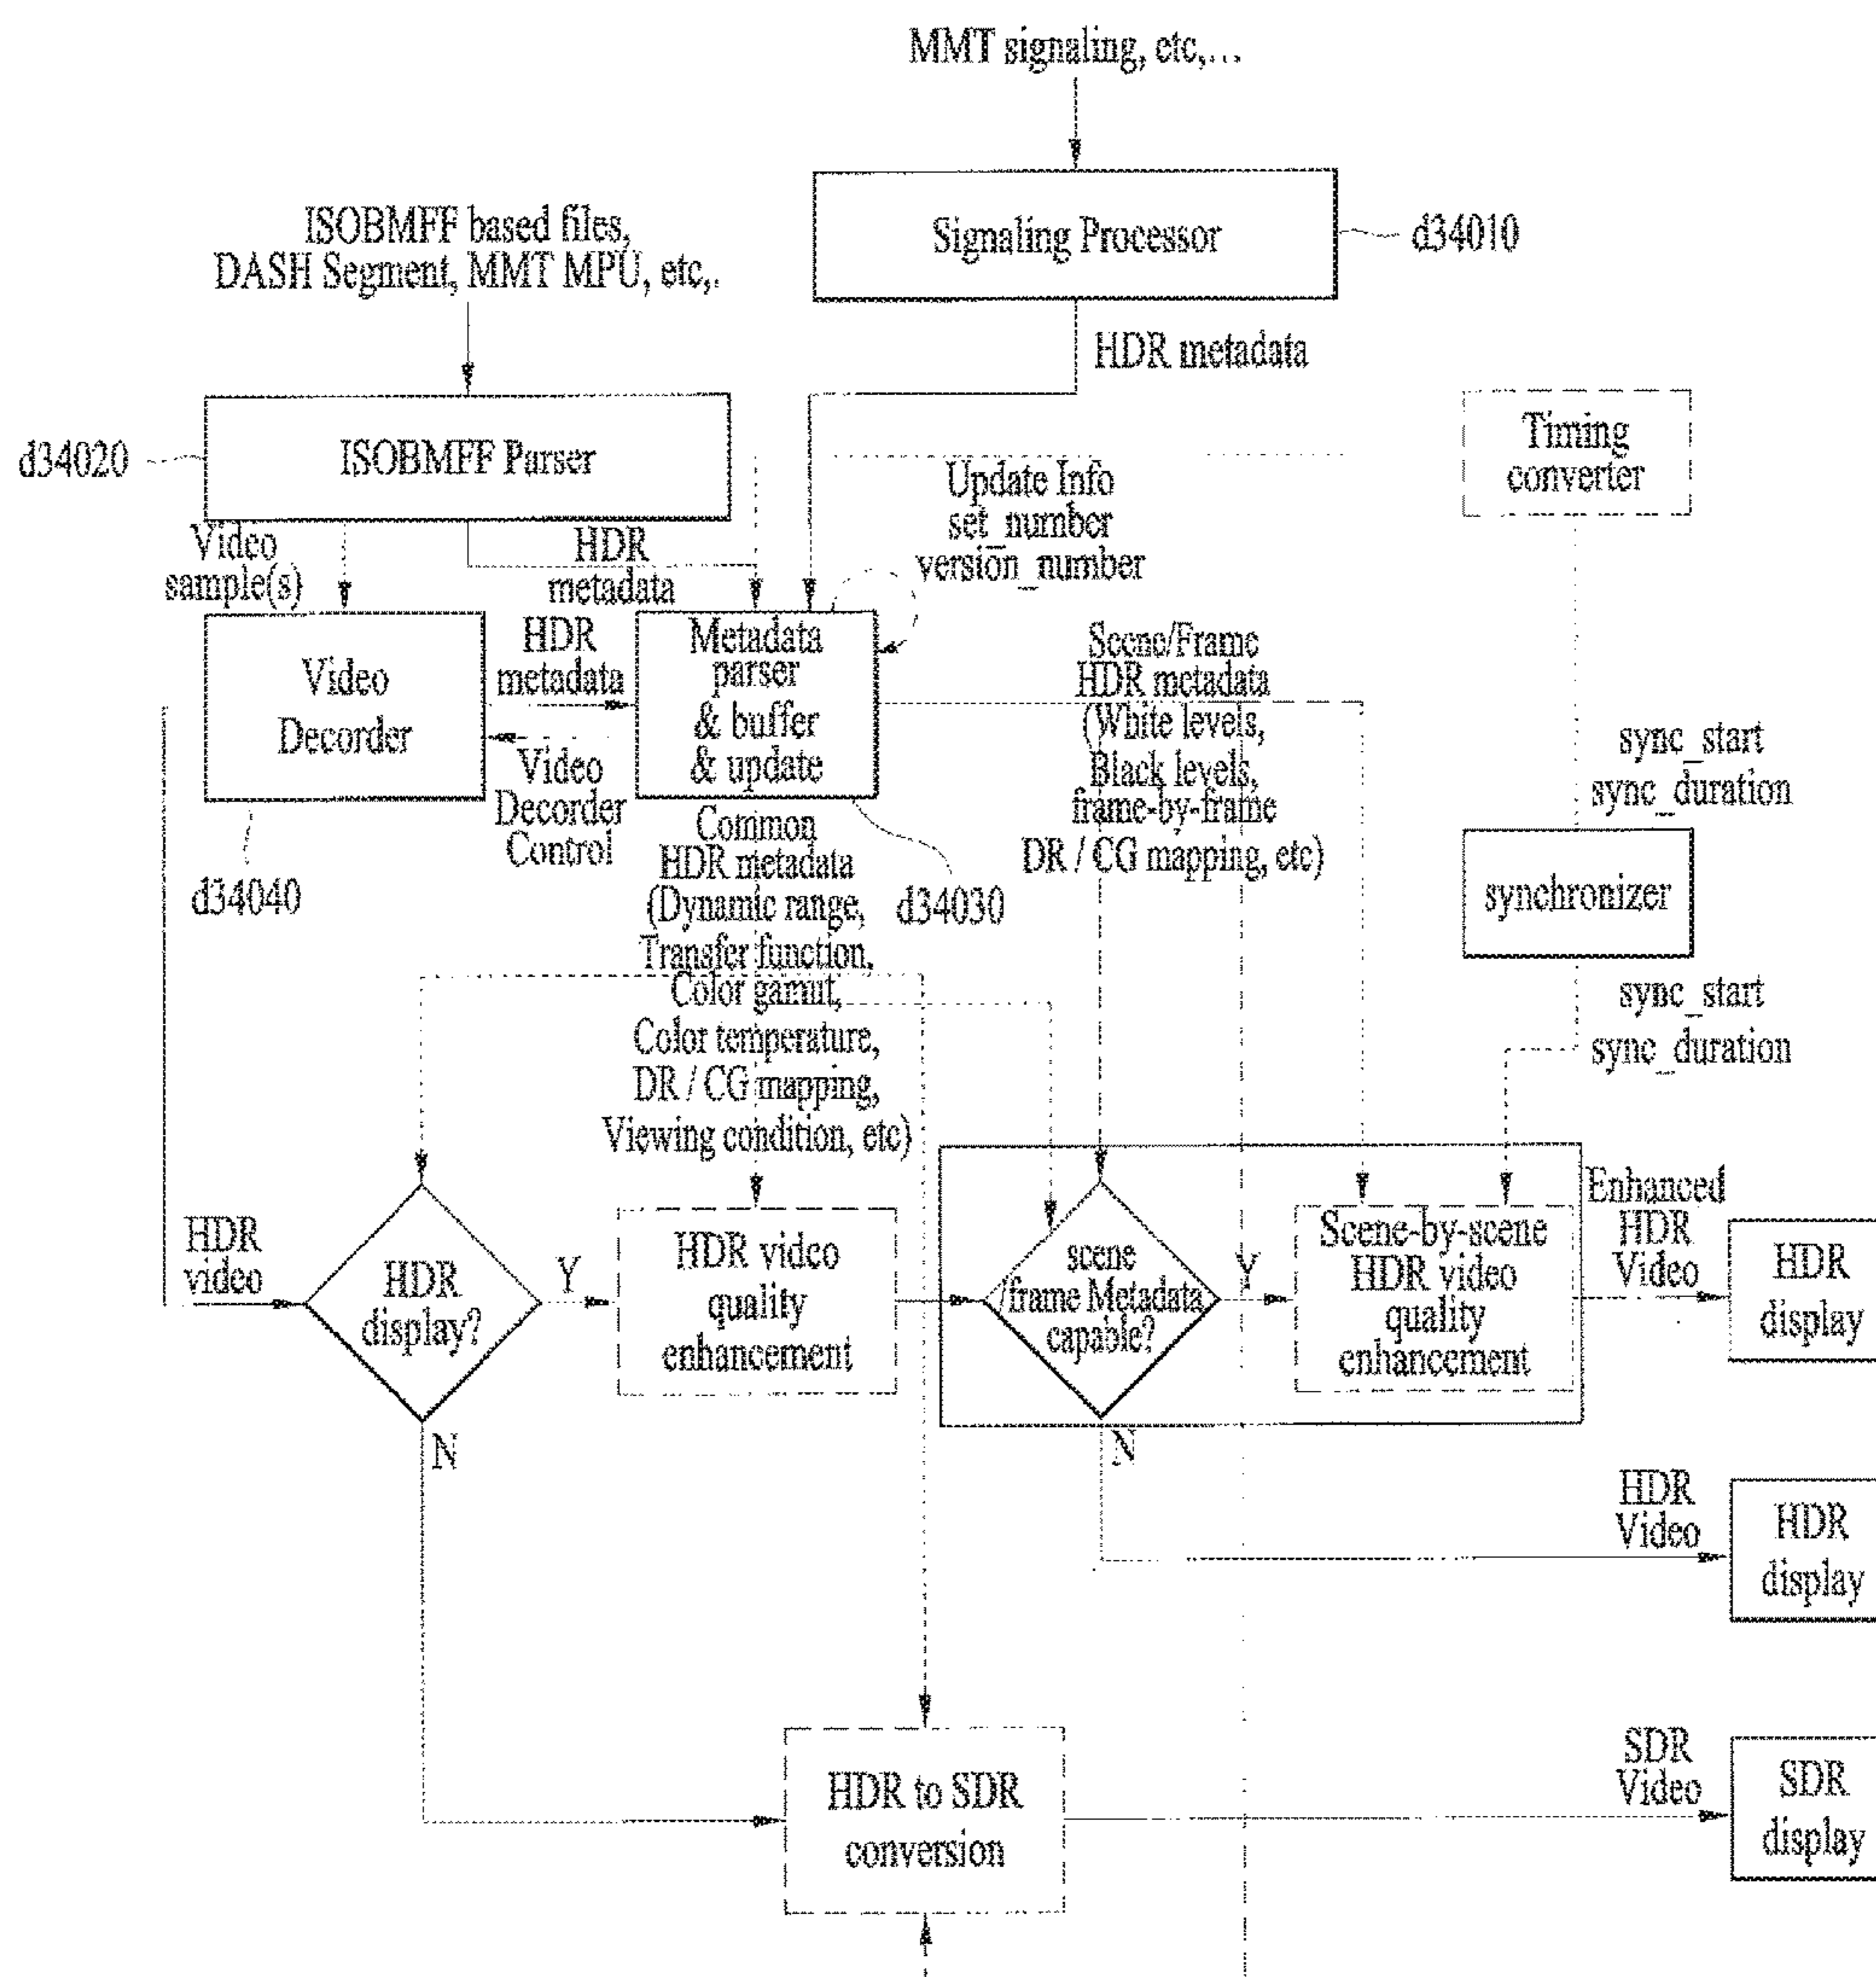 MMT signaling, etc,...
Signaling Processor
d34010
ISOBMFF based files,
DASH Segment, MMT MPU, etc,.
HDR metadata
d34020
ISOBMFF Parser
Timing
converter
Update Info
set_number
version_number
Video
sample(s)
HDR
metadata
Video
Decorder
HDR
metadata
Video
Decorder
Control
Metadata
parser
& buffer
& update
Scene/Frame
HDR metadata
(White levels,
Black levels,
frame-by-frame
DR / CG mapping, etc)
sync_start
sync_duration
d34040
d34030
Common
HDR metadata
(Dynamic range,
Transfer function,
Color gamut,
Color temperature,
DR / CG mapping,
Viewing condition, etc)
synchronizer
sync_start
sync_duration
HDR
video
HDR
display?
Y
HDR video
quality
enhancement
scene
/frame Metadata
capable?
Y
Scene-by-scene
HDR video
quality
enhancement
Enhanced
HDR
Video
HDR
display
N
N
HDR
Video
HDR
display
HDR to SDR
conversion
SDR
Video
SDR
display